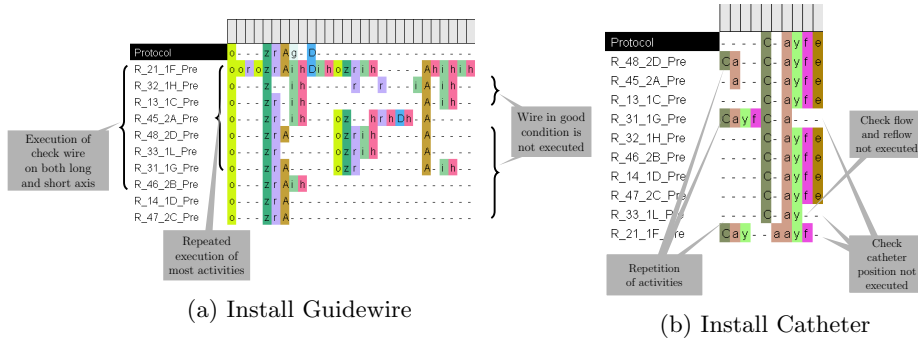 Protocol o - - - z r A g - D - - - - - - - - - - - - - - - - - -
R_21_1F_Pre o o r o z r A i h D i h o z r i h - - - - - A i h i h
R_32_1H_Pre o - - - z - - i h - - - - - r - - r - - - i A - i h - -
R_13_1C_Pre o - - - z r - i h - - - - - - - - - - - - - A - i h - -
R_45_2A_Pre o - - - z r - i h - - - o z - - h r h D h - A - - - - -
R_48_2D_Pre o - - - z r A - - - - - o z r i h - - - - -
R_33_1L_Pre o - - - z r A - - - - - o z r i h - - - - -
R_31_1G_Pre o - - - z r A - - - - - o z r - - - - - - - A - i h - -
R_46_2B_Pre o - - - z r A i h - - - - - - - - - - - - - - - - - - -
R_14_1D_Pre o - - - z r A - - - - - - - - - - - - - - - - - - - - -
R_47_2C_Pre o - - - z r A - - - - - - - - - - - - - - - - - - - - -
Execution of
check wire
on both long
and short axis
Repeated
execution of
most activities
Wire in good
condition is
not executed
(a) Install Guidewire
Protocol - - - - C - a y f e
R_48_2D_Pre C a - - C - a y f e
R_45_2A_Pre - a - - C - a y f e
R_13_1C_Pre - - - - C - a y f e
R_31_1G_Pre C a y f C - a - - -
R_32_1H_Pre - - - - C - a y f e
R_46_2B_Pre - - - - C - a y f e
R_14_1D_Pre - - - - C - a y f e
R_47_2C_Pre - - - - C - a y f e
R_33_1L_Pre - - - - C - a y - -
R_21_1F_Pre C a y - - a a y f -
Check flow
and reflow
not executed
Repetition
of activities
Check
catheter
position not
executed
(b) Install Catheter